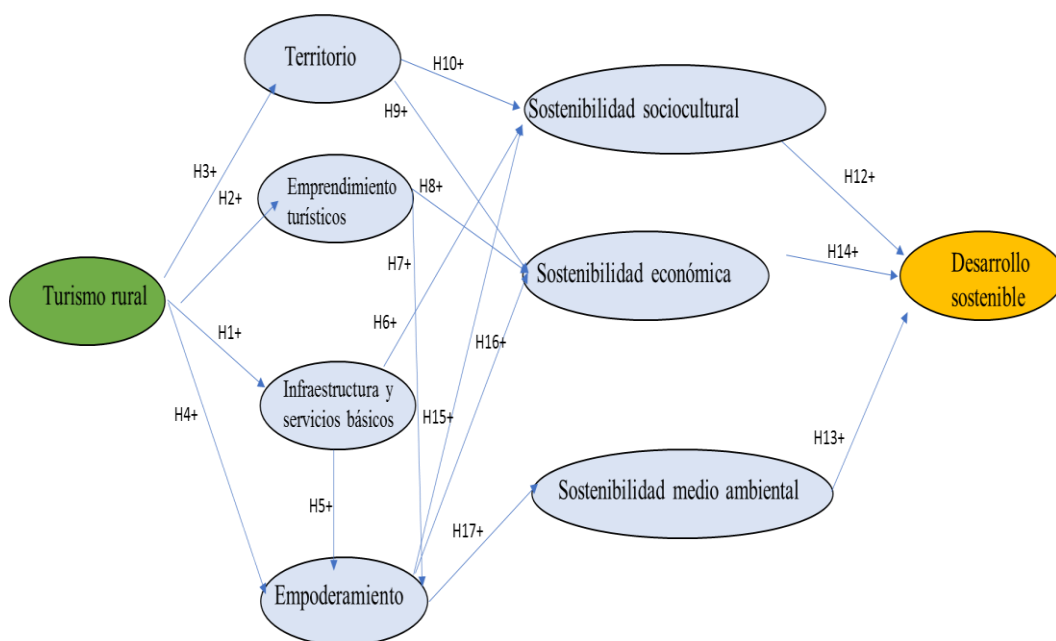 Territorio
H10+
Sostenibilidad sociocultural
H9+
H3+
H2+
Emprendimiento
turísticos
H8+
H12+
H7+
Sostenibilidad económica
H14+
Desarrollo
sostenible
Turismo rural
H1+
H6+
H16+
Infraestructura y
servicios básicos
H4+
H15+
H13+
Sostenibilidad medio ambiental
H5+
H17+
Empoderamiento